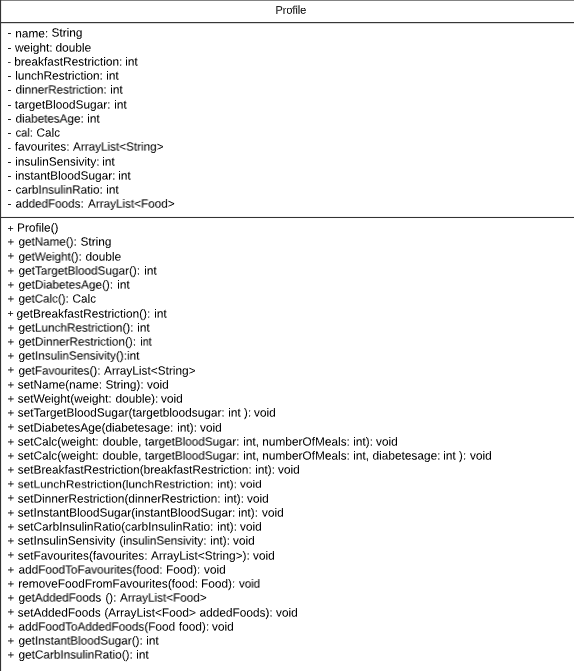 Profile
- name: String
- weight: double
- breakfastRestriction: int
- lunchRestriction: int
- dinnerRestriction: int
- targetBloodSugar: int
- diabetesAge: int
- cal: Calc
- favourites: ArrayList<String>
- insulinSensivity: int
- instantBloodSugar: int
- carbInsulinRatio: int
- addedFoods: ArrayList<Food>
+ Profile()
+ getName(): String
+ getWeight(): double
+ getTargetBloodSugar(): int
+ getDiabetesAge(): int
+ getCalc(): Calc
+ getBreakfastRestriction(): int
+ getLunchRestriction(): int
+ getDinnerRestriction(): int
+ getInsulinSensivity():int
+ getFavourites(): ArrayList<String>
+ setName(name: String): void
+ setWeight(weight: double): void
+ setTargetBloodSugar(targetbloodsugar: int ): void
+ setDiabetesAge(diabetesage: int): void
+ setCalc(weight: double, targetBloodSugar: int, numberOfMeals: int): void
+ setCalc(weight: double, targetBloodSugar: int, numberOfMeals: int, diabetesage: int ): void
+ setBreakfastRestriction(breakfastRestriction: int): void
+ setLunchRestriction(lunchRestriction: int): void
+ setDinnerRestriction(dinnerRestriction: int): void
+ setInstantBloodSugar(instantBloodSugar: int): void
+ setCarbInsulinRatio(carbInsulinRatio: int): void
+ setInsulinSensivity (insulinSensivity: int): void
+ setFavourites(favourites: ArrayList<String>): void
+ addFoodToFavourites(food: Food): void
+ removeFoodFromFavourites(food: Food): void
+ getAddedFoods (): ArrayList<Food>
+ setAddedFoods (ArrayList<Food> addedFoods): void
+ addFoodToAddedFoods(Food food): void
+ getInstantBloodSugar(): int
+ getCarbInsulinRatio(): int